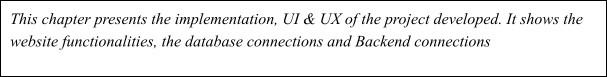 This chapter presents the implementation, UI & UX of the project developed. It shows the
website functionalities, the database connections and Backend connections